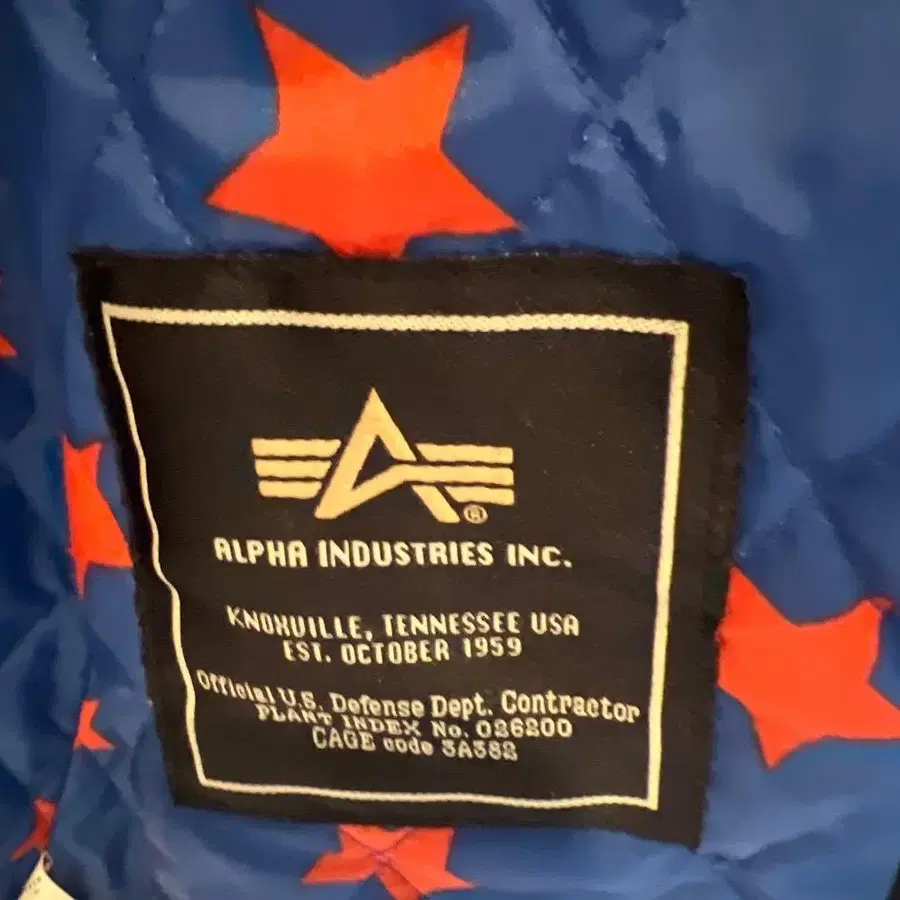 ®
ALPHA INDUSTRIES INC.
KNOXVILLE, TENNESSEE USA
EST. OCTOBER 1959
Official U.S. Defense Dept. Contractor
PLANT INDEX No. 026200
CAGE code 3A382